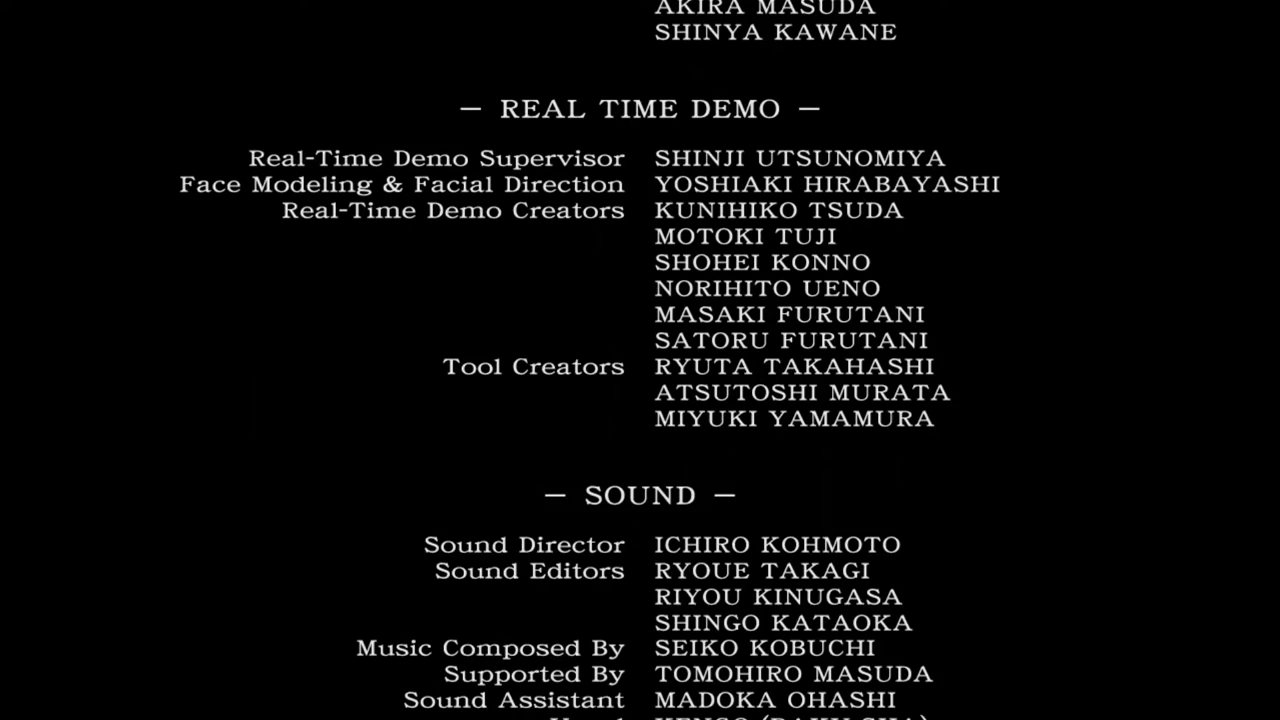 AKIRA MASUDA
SHINYA KAWANE
— REAL TIME DEMO —
Real-Time Demo Supervisor SHINJI UTSUNOMIYA
Face Modeling & Facial Direction YOSHIAKI HIRABAYASHI
Real-Time Demo Creators KUNIHIKO TSUDA
MOTOKI TUJI
SHOHEI KONNO
NORIHITO UENO
MASAKI FURUTANI
SATORU FURUTANI
Tool Creators RYUTA TAKAHASHI
ATSUTOSHI MURATA
MIYUKI YAMAMURA
— SOUND —
Sound Director ICHIRO KOHMOTO
Sound Editors RYOUE TAKAGI
RIYOU KINUGASA
SHINGO KATAOKA
Music Composed By SEIKO KOBUCHI
Supported By TOMOHIRO MASUDA
Sound Assistant MADOKA OHASHI